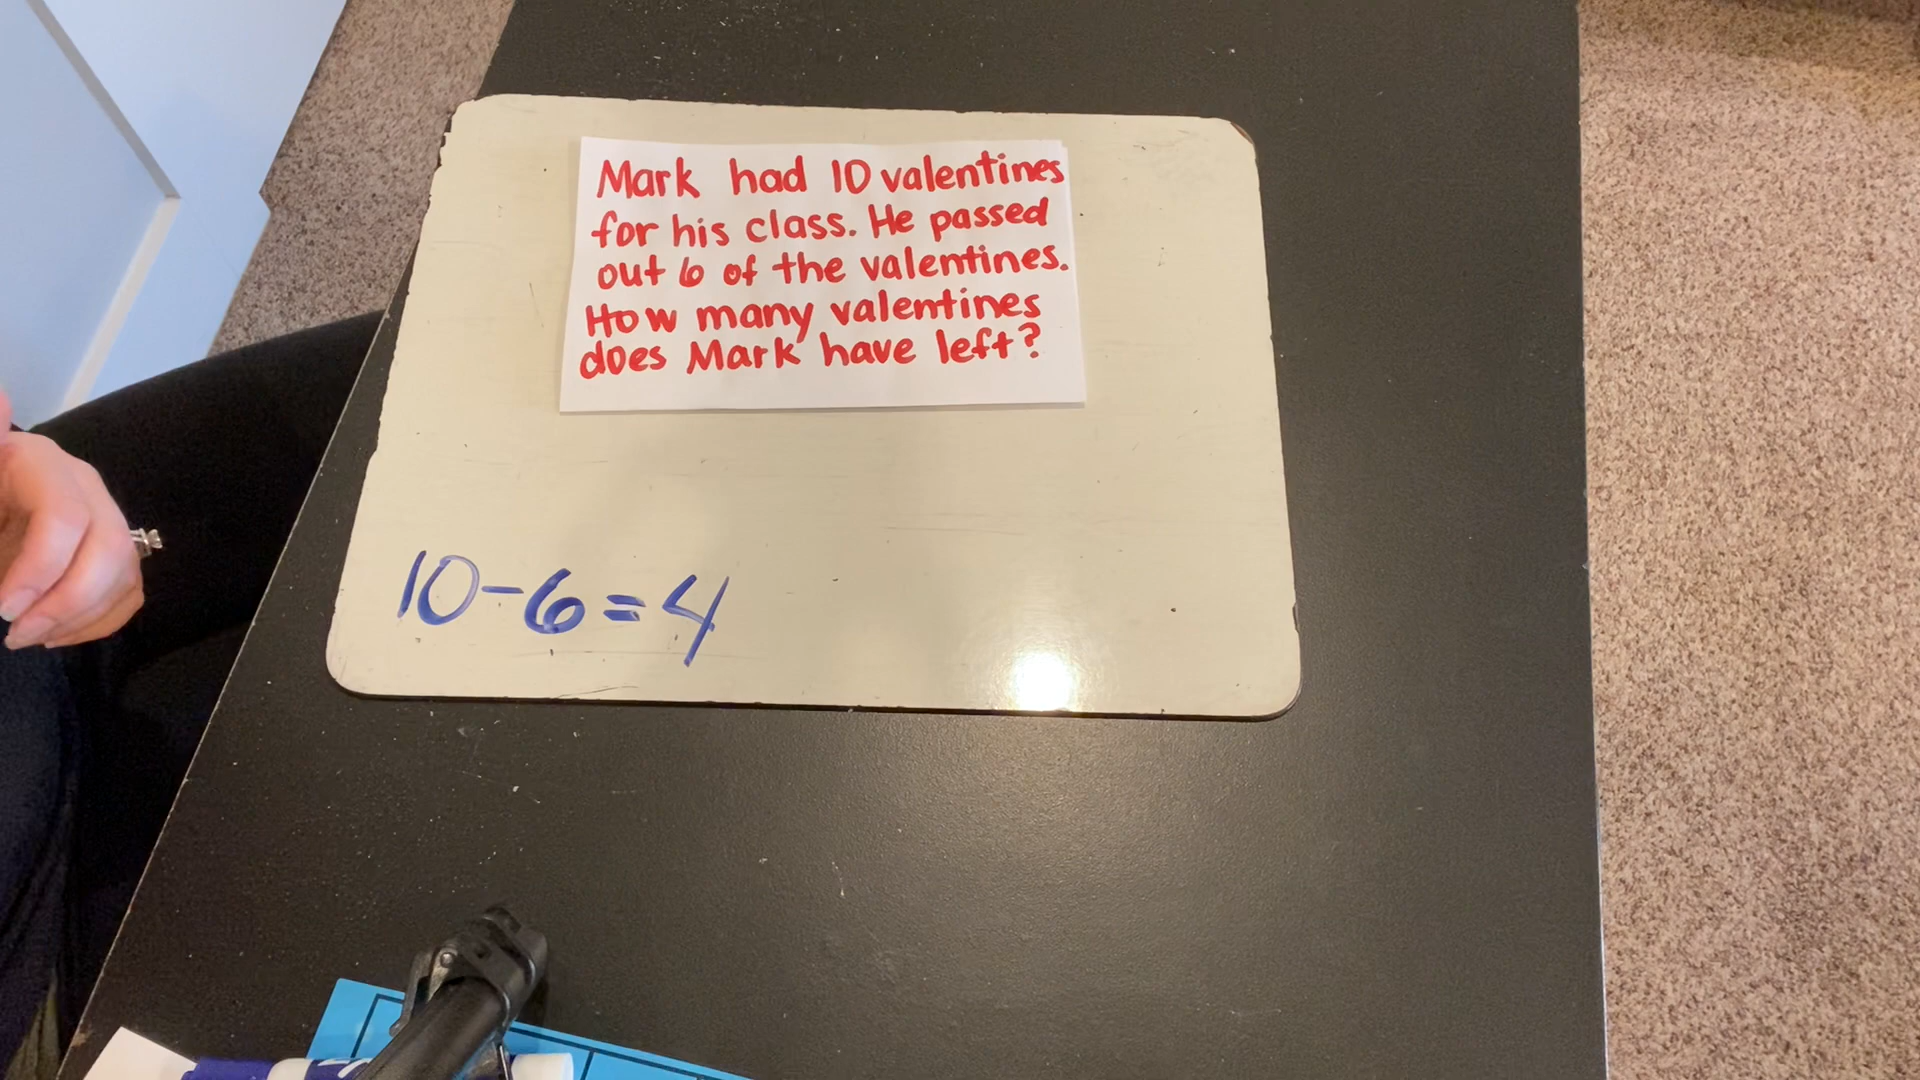 Mark had 10 valentines
for his class. He passed
out 6 of the valentines.
How many valentines
does Mark have left?
10-6=4